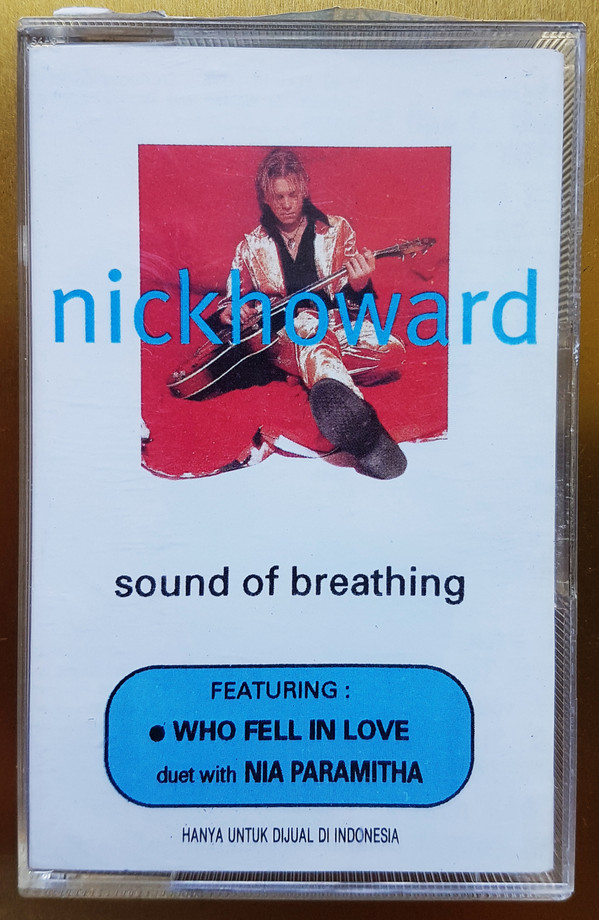 nickhoward
sound of breathing
FEATURING :
● WHO FELL IN LOVE
duet with NIA PARAMITHA
HANYA UNTUK DIJUAL DI INDONESIA